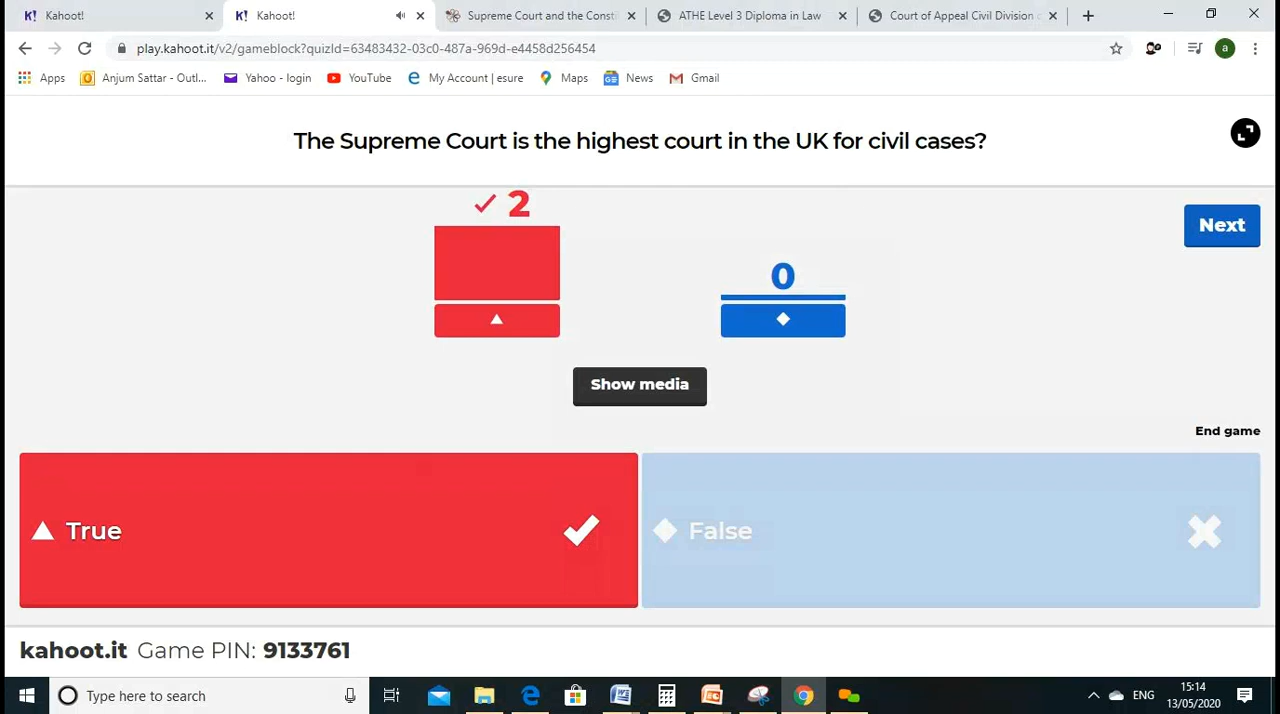 Kahoot!
Kahoot!
Supreme Court and the Consti
ATHE Level 3 Diploma in Law
Court of Appeal Civil Division c
play.kahoot.it/v2/gameblock?quizId=63483432-03c0-487a-969d-e4458d256454
a
Apps
Anjum Sattar - Outl...
Yahoo - login
YouTube
My Account | esure
Maps
News
Gmail
The Supreme Court is the highest court in the UK for civil cases?
2
0
Next
Show media
End game
True
False
kahoot.it Game PIN: 9133761
Type here to search
ENG
15:14
13/05/2020